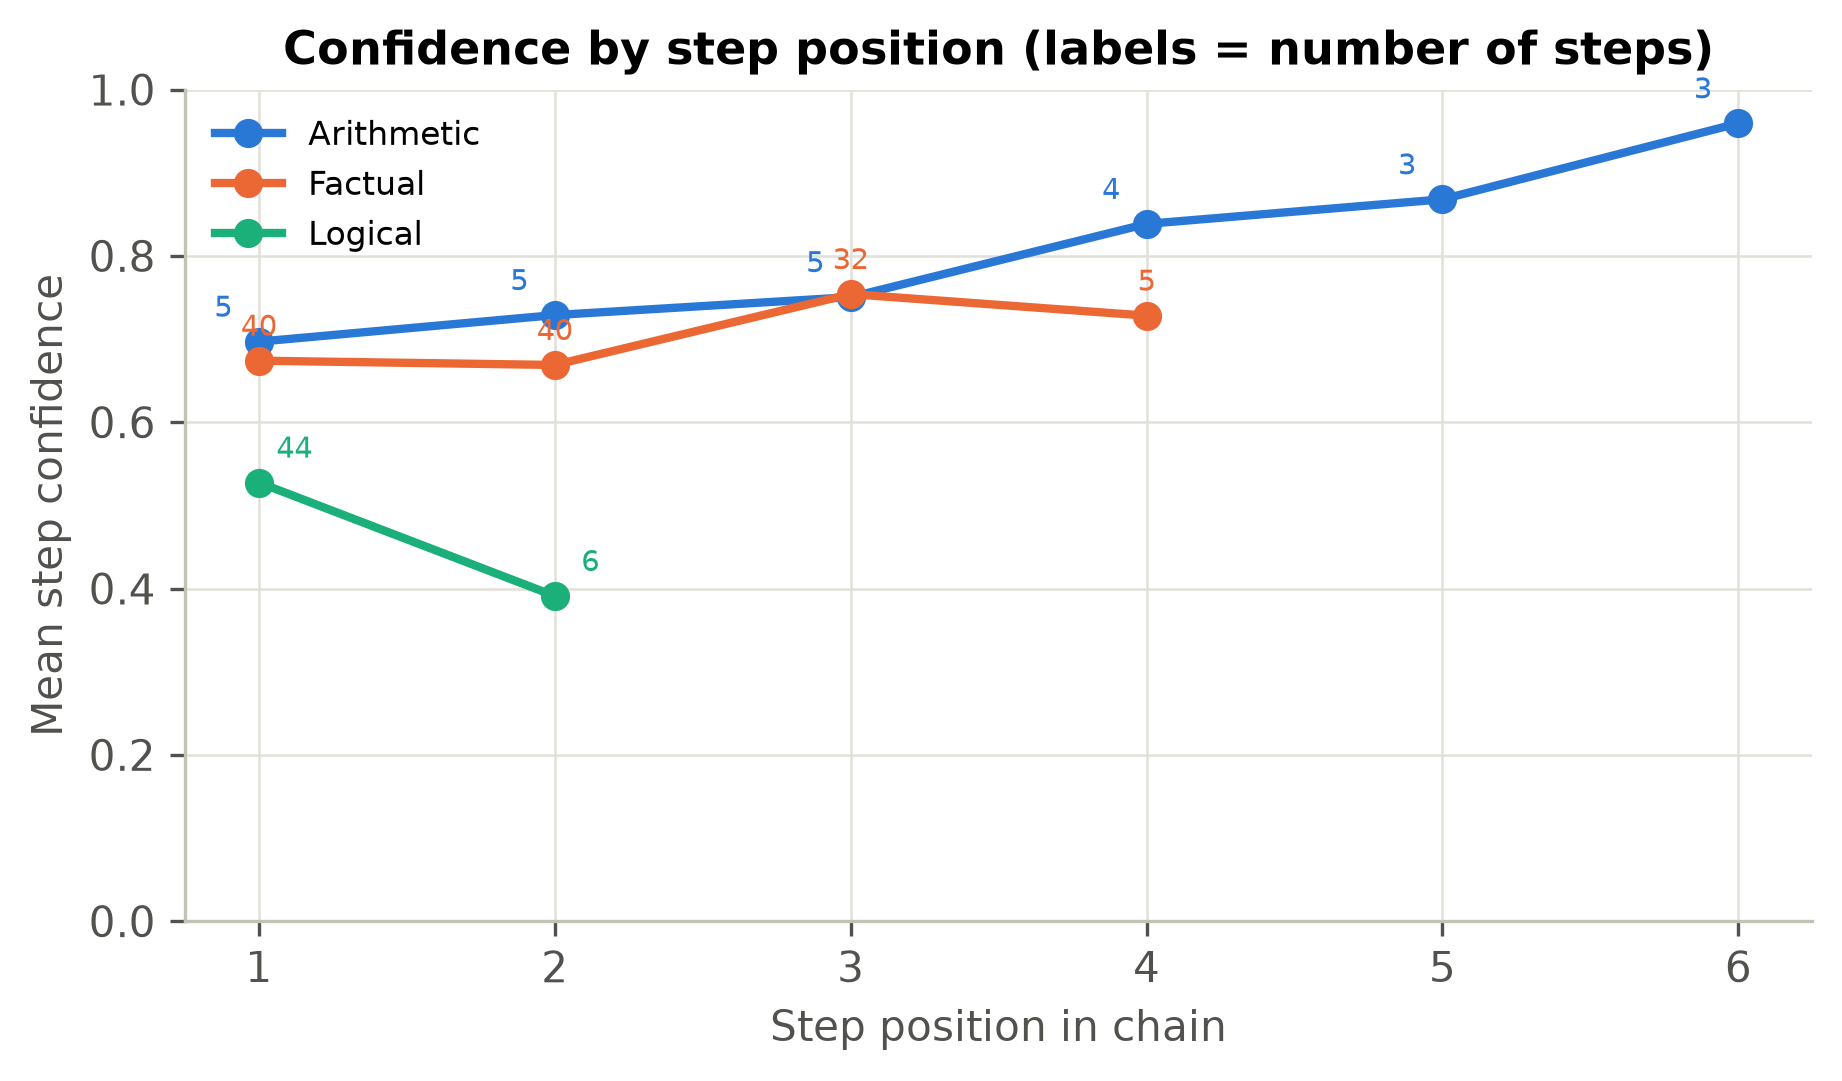 Confidence by step position (labels = number of steps)
1.0
0.8
0.6
0.4
0.2
0.0
Mean step confidence
Arithmetic
Factual
Logical
5
5
5
4
3
3
40
40
32
5
44
6
1 2 3 4 5 6
Step position in chain